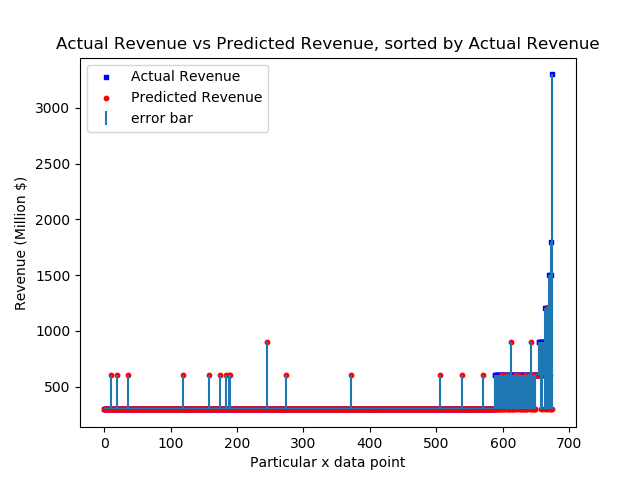 Actual Revenue vs Predicted Revenue, sorted by Actual Revenue
Actual Revenue
Predicted Revenue
error bar
Revenue (Million $)
3000
2500
2000
1500
1000
500
0 100 200 300 400 500 600 700
Particular x data point